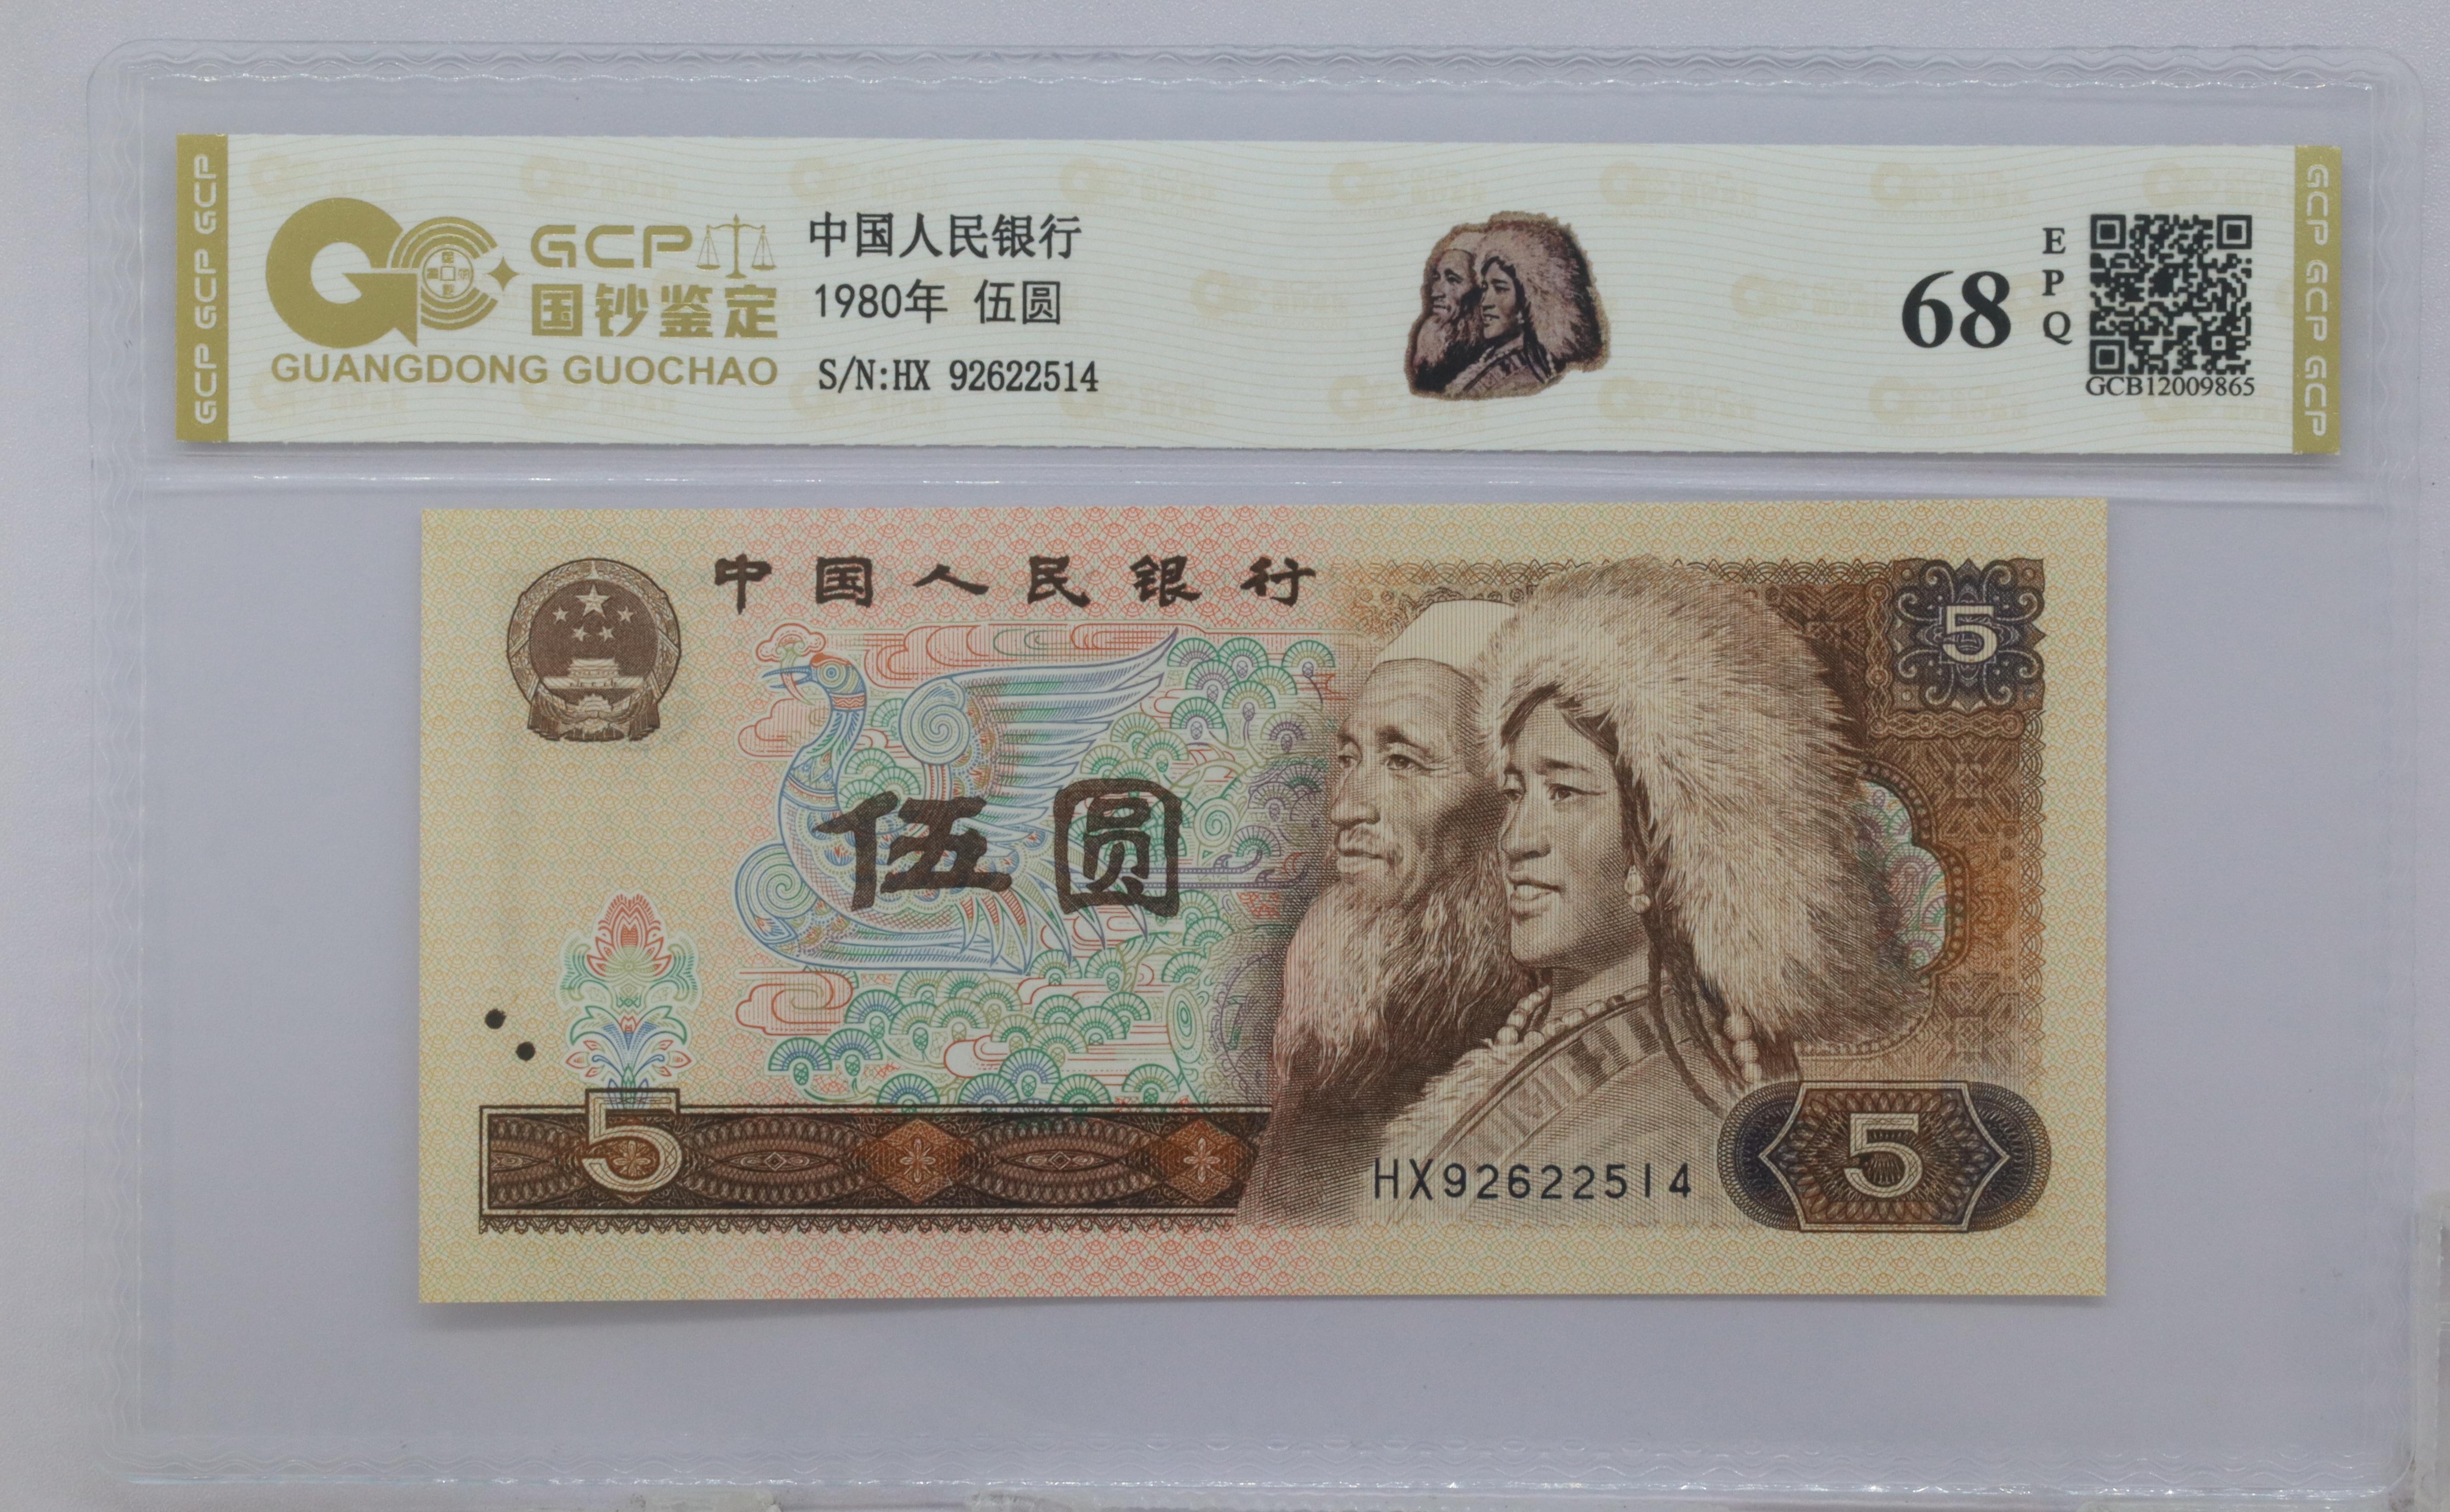 GCP GCP GCP
GCP
国钞鉴定
GUANGDONG GUOCHAO
中国人民银行
1980年 伍圆
S/N:HX 92622514
68
EPQ
GCB12009865
GCP GCP GCP
中国人民银行
5
伍圆
5
HX92622514
5